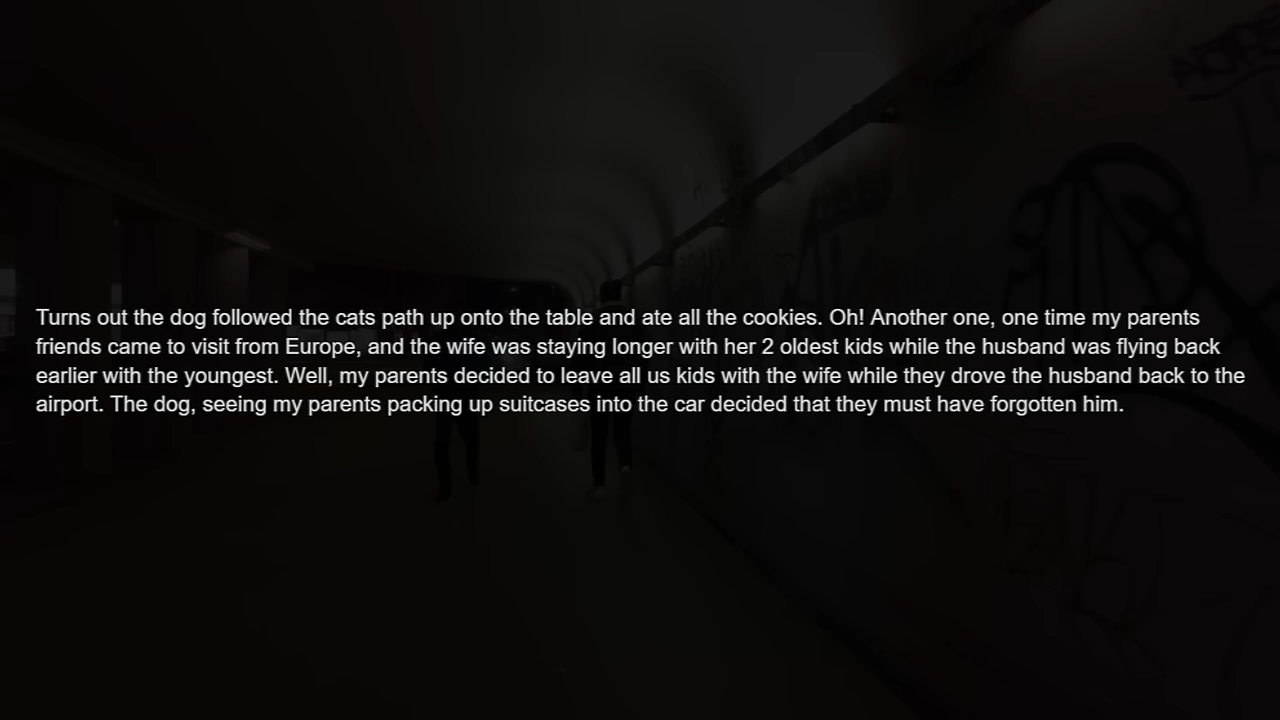 Turns out the dog followed the cats path up onto the table and ate all the cookies. Oh! Another one, one time my parents
friends came to visit from Europe, and the wife was staying longer with her 2 oldest kids while the husband was flying back
earlier with the youngest. Well, my parents decided to leave all us kids with the wife while they drove the husband back to the
airport. The dog, seeing my parents packing up suitcases into the car decided that they must have forgotten him.